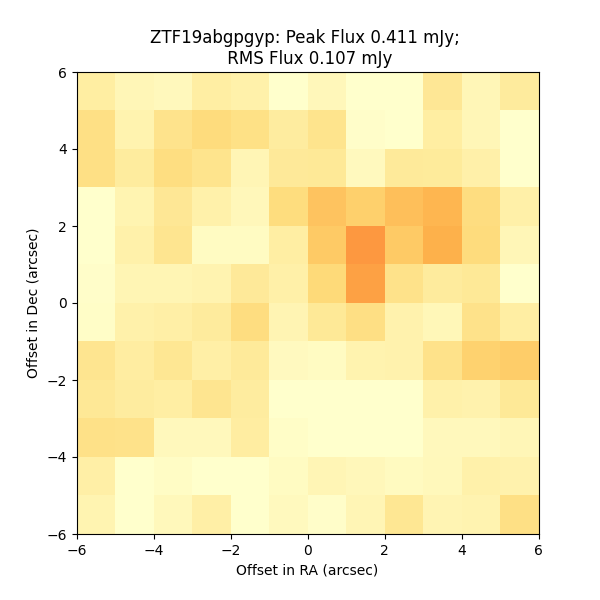 ZTF19abgpgyp: Peak Flux 0.411 mJy;
RMS Flux 0.107 mJy
6
4
2
0
−2
−4
−6
Offset in Dec (arcsec)
−6 −4 −2 0 2 4 6
Offset in RA (arcsec)